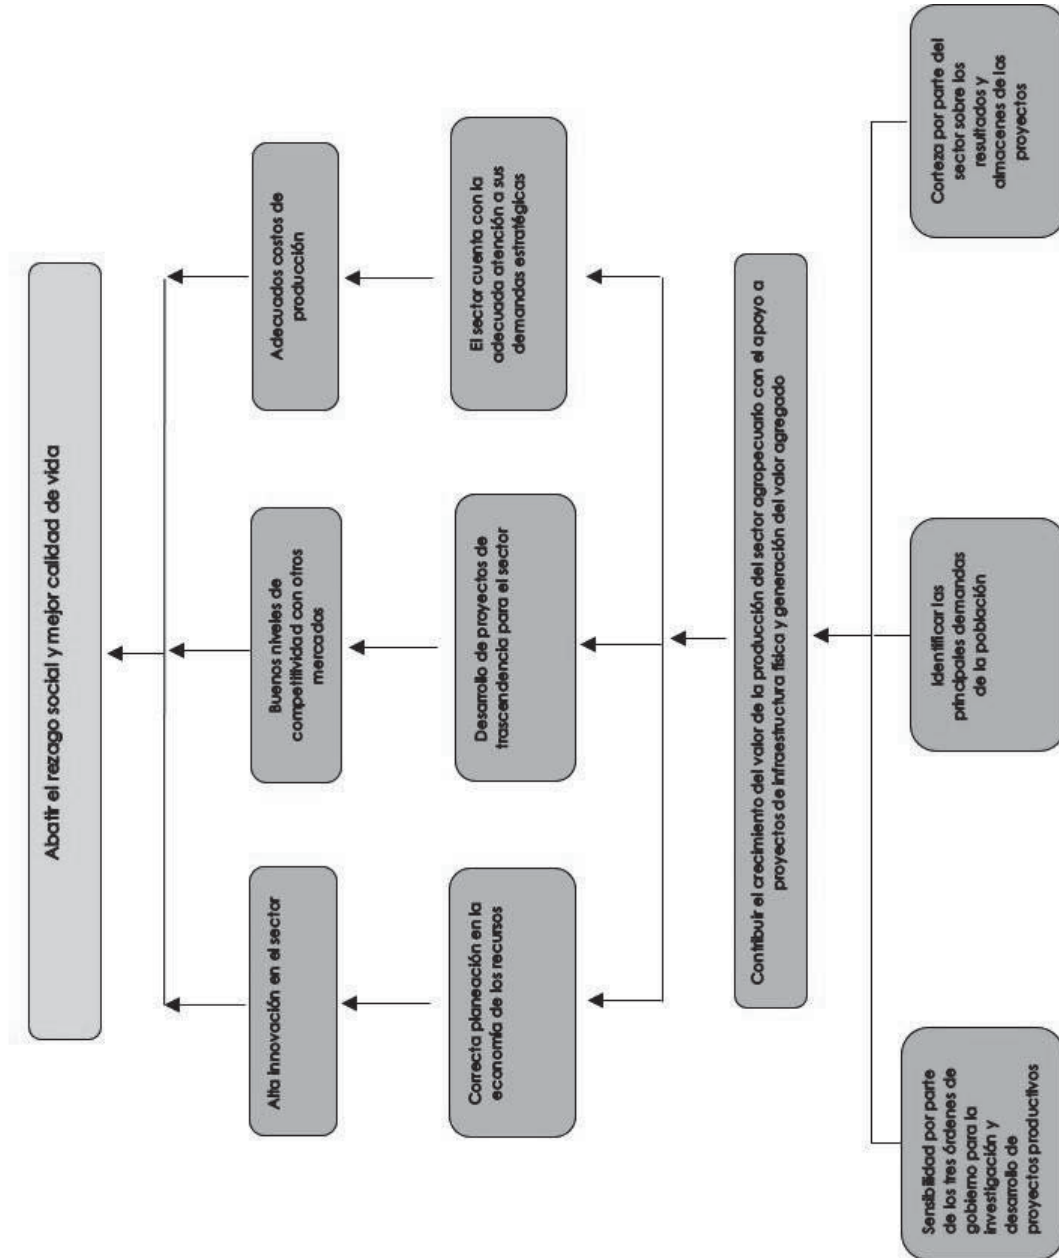 Abatir el rezago social y mejor calidad de vida
Alta innovación en el sector
Buenos niveles de
competitividad con otros
mercados
Adecuados costos de
producción
Correcta planeación en la
economía de los recursos
Desarrollo de proyectos de
trascendencia para el sector
El sector cuenta con la
adecuada atención a sus
demandas estratégicas
Contribuir el crecimiento del valor de la producción del sector agropecuario con el apoyo a
proyectos de infraestructura física y generación del valor agregado
Sensibilidad por parte
de los tres órdenes de
gobierno para la
investigación y
desarrollo de
proyectos productivos
Identificar las
principales demandas
de la población
Corteza por parte del
sector sobre los
resultados y
almacenes de los
proyectos